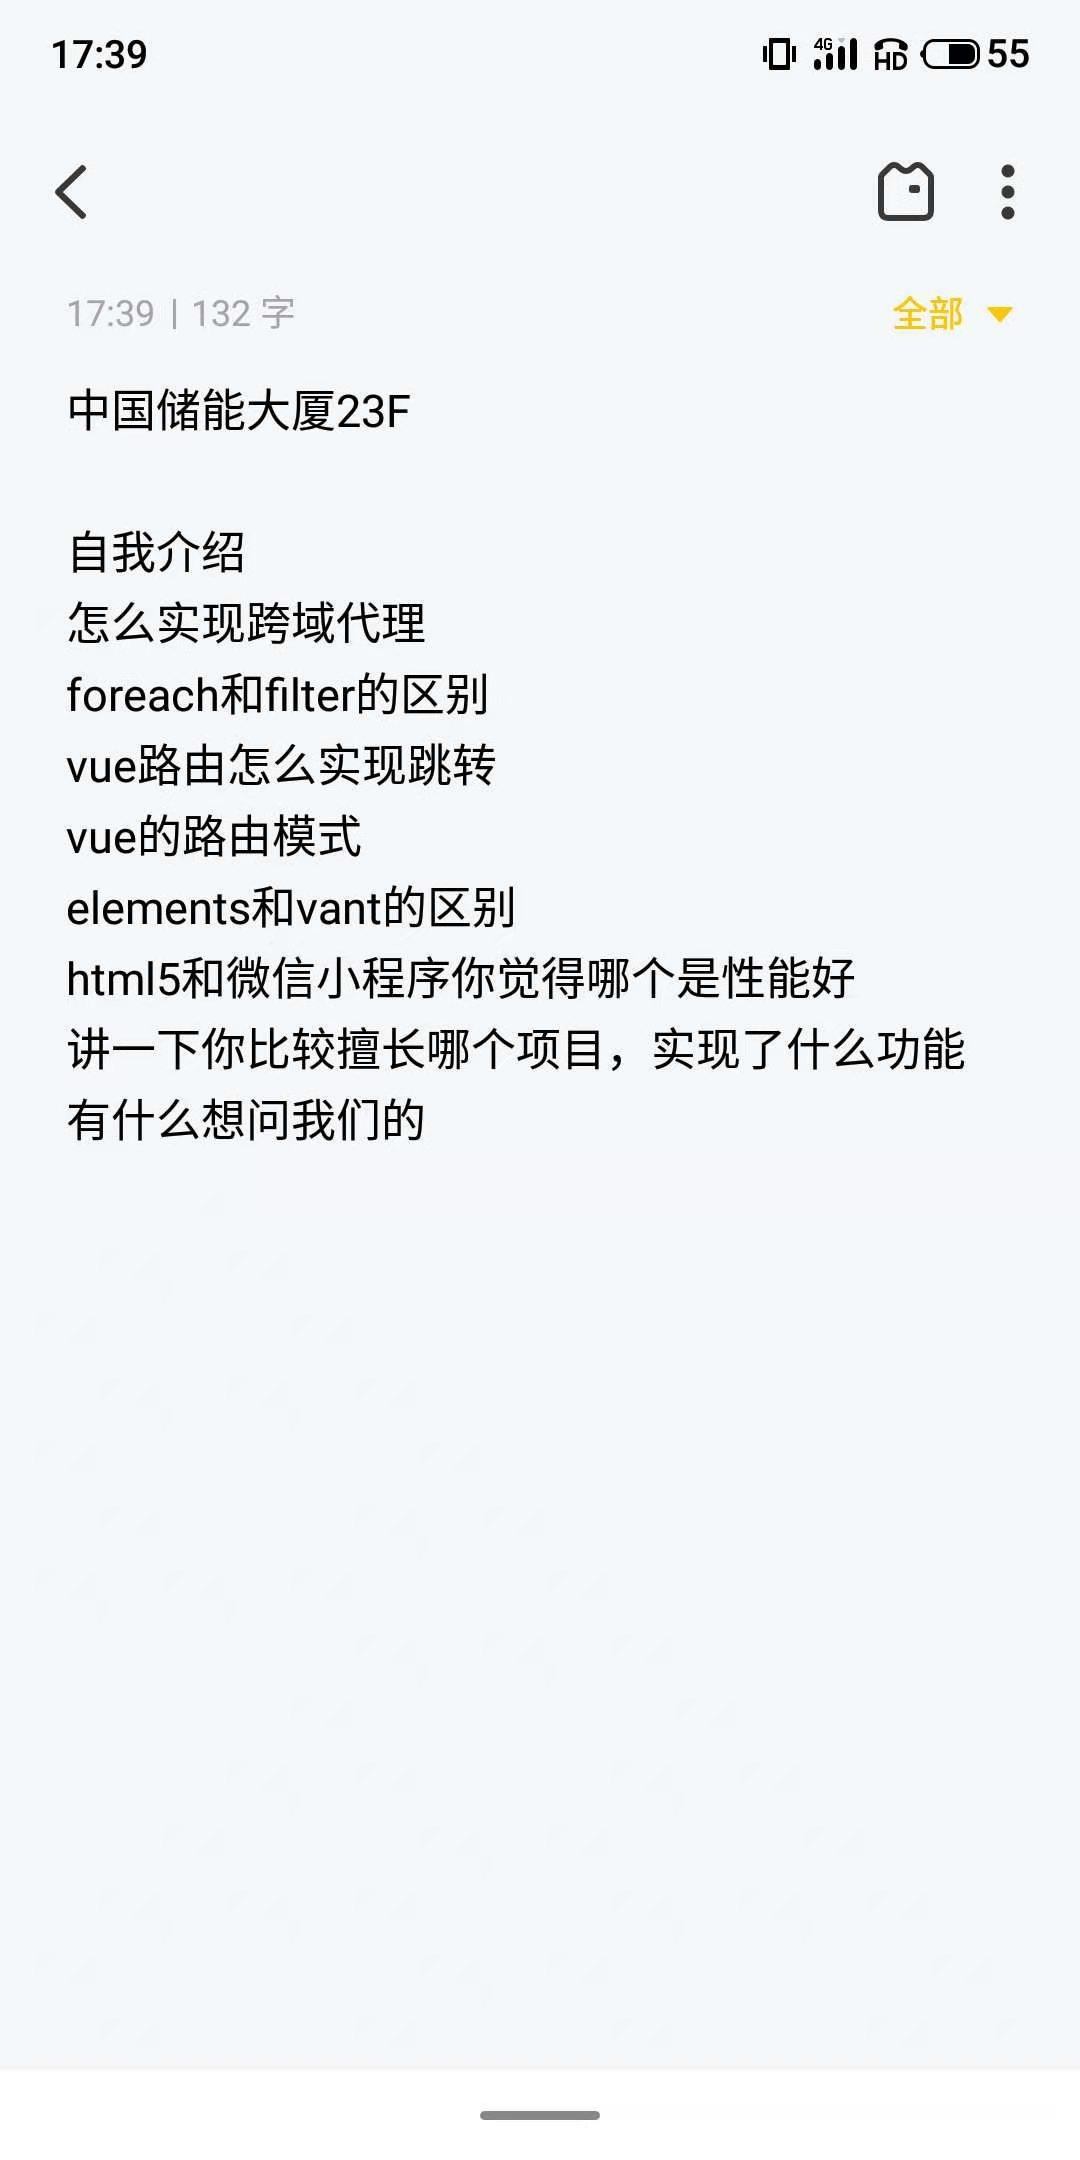 17:39
4G HD 55
17:39 | 132 字
全部
中国储能大厦23F
自我介绍
怎么实现跨域代理
foreach和filter的区别
vue路由怎么实现跳转
vue的路由模式
elements和vant的区别
html5和微信小程序你觉得哪个是性能好
讲一下你比较擅长哪个项目，实现了什么功能
有什么想问我们的